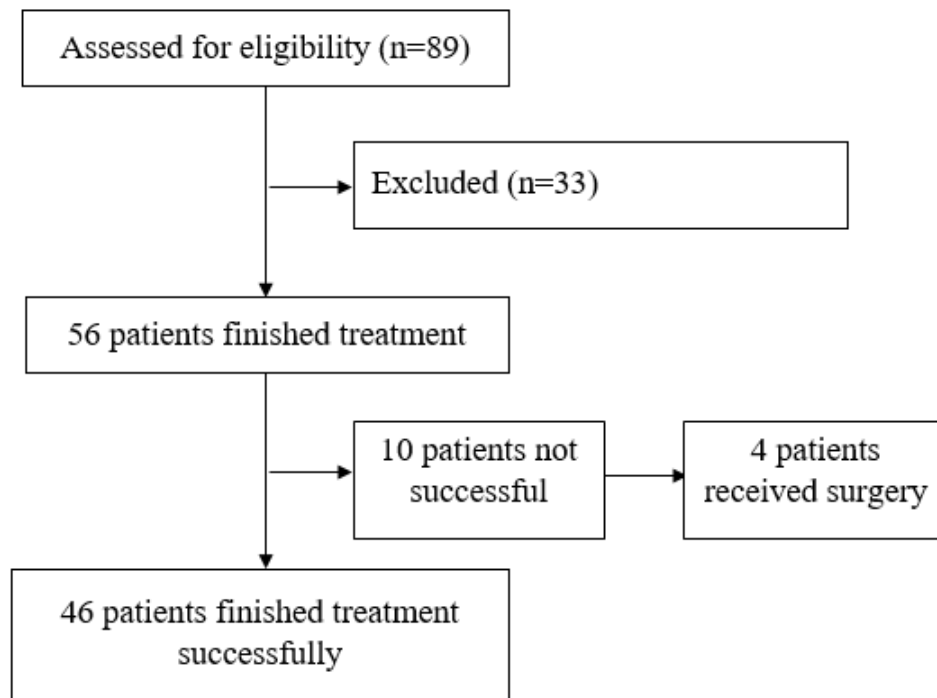 Assessed for eligibility (n=89)
Excluded (n=33)
56 patients finished treatment
10 patients not
successful
4 patients
received surgery
46 patients finished treatment
successfully